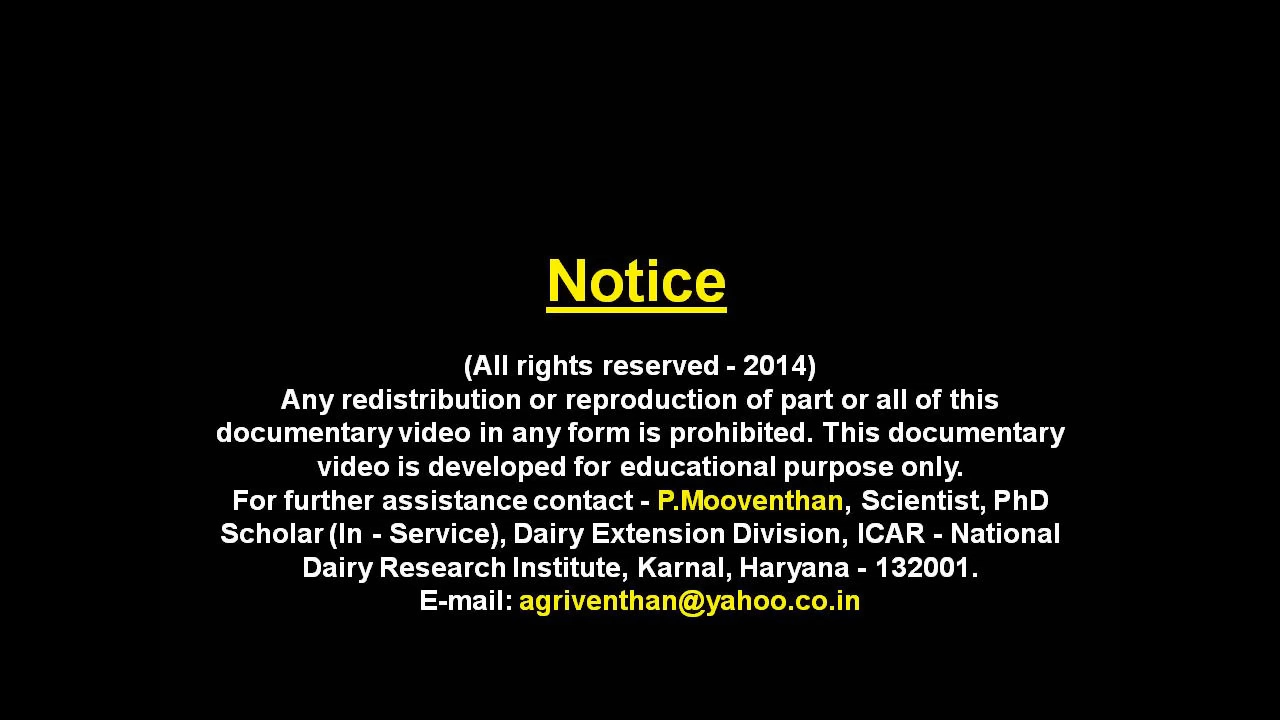 Notice
(All rights reserved - 2014)
Any redistribution or reproduction of part or all of this
documentary video in any form is prohibited. This documentary
video is developed for educational purpose only.
For further assistance contact - P.Mooventhan, Scientist, PhD
Scholar (In - Service), Dairy Extension Division, ICAR - National
Dairy Research Institute, Karnal, Haryana - 132001.
E-mail: agriventhan@yahoo.co.in